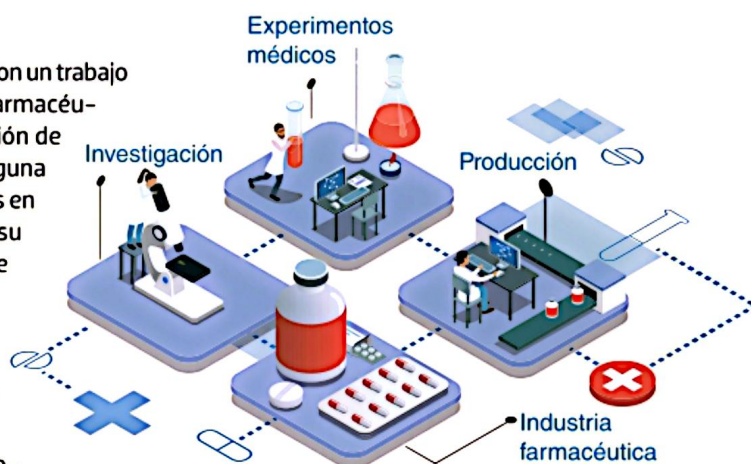 on un trabajo
armacéu-
ión de
guna
s en
su
e
Experimentos
médicos
Investigación
Producción
Industria
farmacéutica